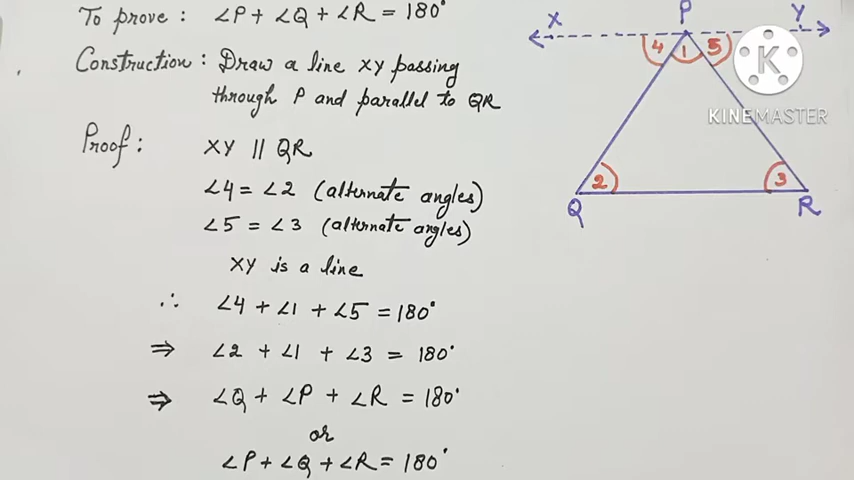 To prove : ∠P + ∠Q + ∠R = 180°
Construction : Draw a line XY passing
through P and parallel to QR
Proof :
XY || QR
∠4 = ∠2 (alternate angles)
∠5 = ∠3 (alternate angles)
XY is a line
∴ ∠4 + ∠1 + ∠5 = 180°
⇒ ∠2 + ∠1 + ∠3 = 180°
⇒ ∠Q + ∠P + ∠R = 180°
or
∠P + ∠Q + ∠R = 180°
X P Y
4 1 5
2 3
Q R
K
KINEMASTER